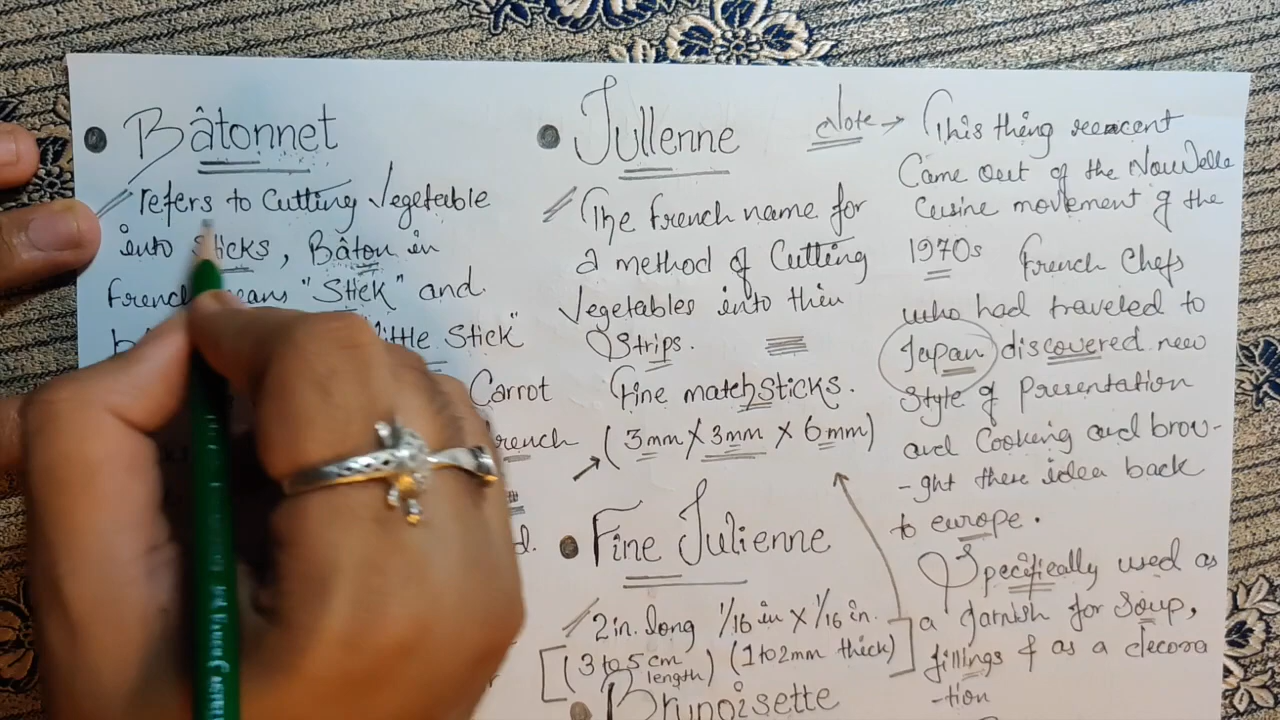 Bâtonnet
refers to Cutting Vegetable
into Sticks, Bâton in
French means "Stick" and
little Stick"
Carrot
french
d.
Jullenne
The french name for
a method of Cutting
Vegetables into thin
Strips.
Fine matchsticks.
(3mm X 3mm X 6mm)
Fine Julienne
2in. long 1/16 in X 1/16 in.
(3 to 5 cm length) (1 to 2mm thick)
Brunoisette
Note → This thing
Came out of the Nouvelle
Cusine movement of the
1970s French Chefs
who had traveled to
Japan discovered new
Style of Presentation
and Cooking and brou-
-ght there idea back
to europe.
Specifically used as
a garnish for Soup,
fillings & as a decora
-tion